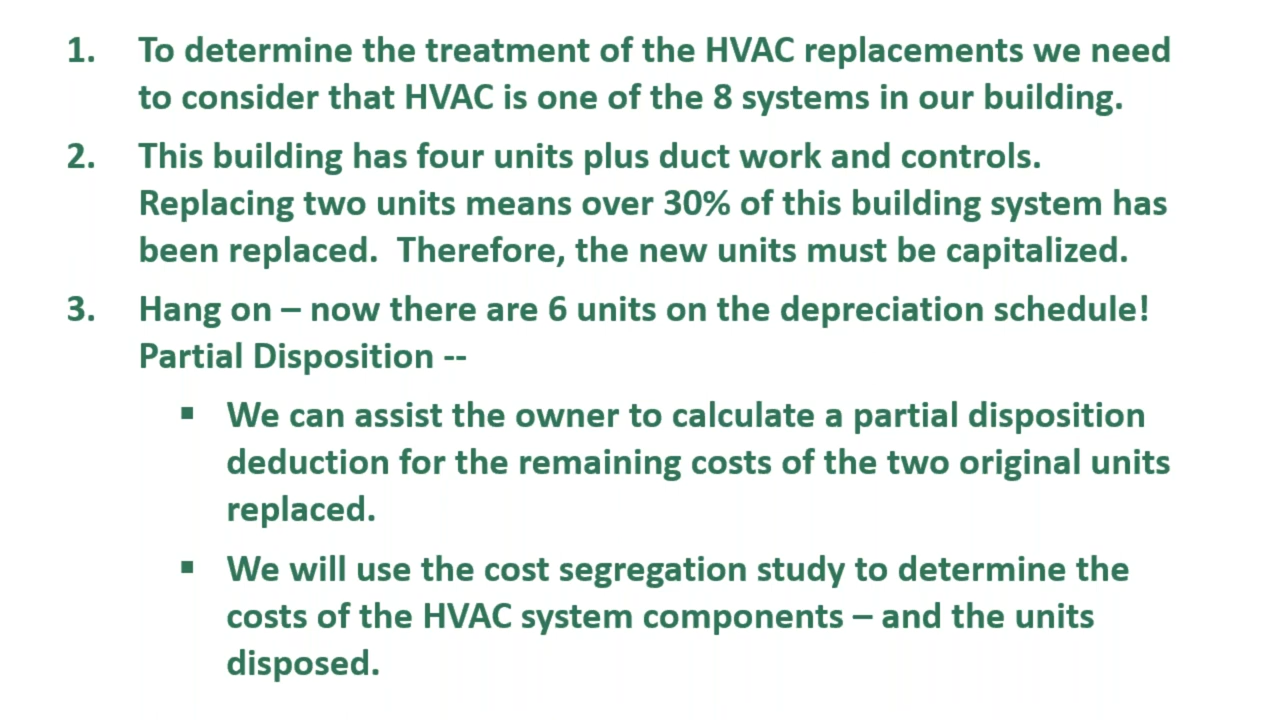 1. To determine the treatment of the HVAC replacements we need
to consider that HVAC is one of the 8 systems in our building.
2. This building has four units plus duct work and controls.
Replacing two units means over 30% of this building system has
been replaced.  Therefore, the new units must be capitalized.
3. Hang on – now there are 6 units on the depreciation schedule!
Partial Disposition --
▪ We can assist the owner to calculate a partial disposition
deduction for the remaining costs of the two original units
replaced.
▪ We will use the cost segregation study to determine the
costs of the HVAC system components – and the units
disposed.